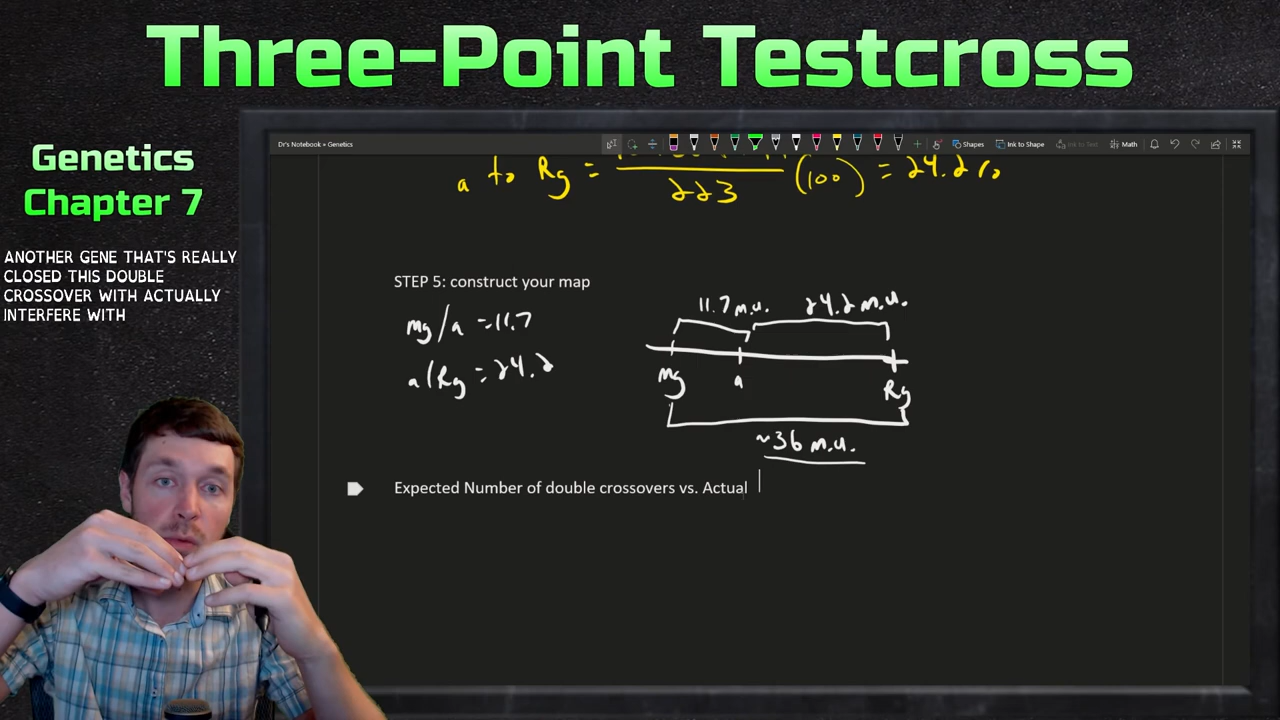 Three-Point Testcross
Genetics
Chapter 7
ANOTHER GENE THAT'S REALLY
CLOSED THIS DOUBLE
CROSSOVER WITH ACTUALLY
INTERFERE WITH
Dr's Notebook » Genetics
Shapes
Ink to Shape
Ink to Text
Math
a to Rg = 223 (100) = 24.2%
STEP 5: construct your map
mg/a = 11.7
a/Rg = 24.2
11.7 m.u. 24.2 m.u.
mg a Rg
~36 m.u.
Expected Number of double crossovers vs. Actual